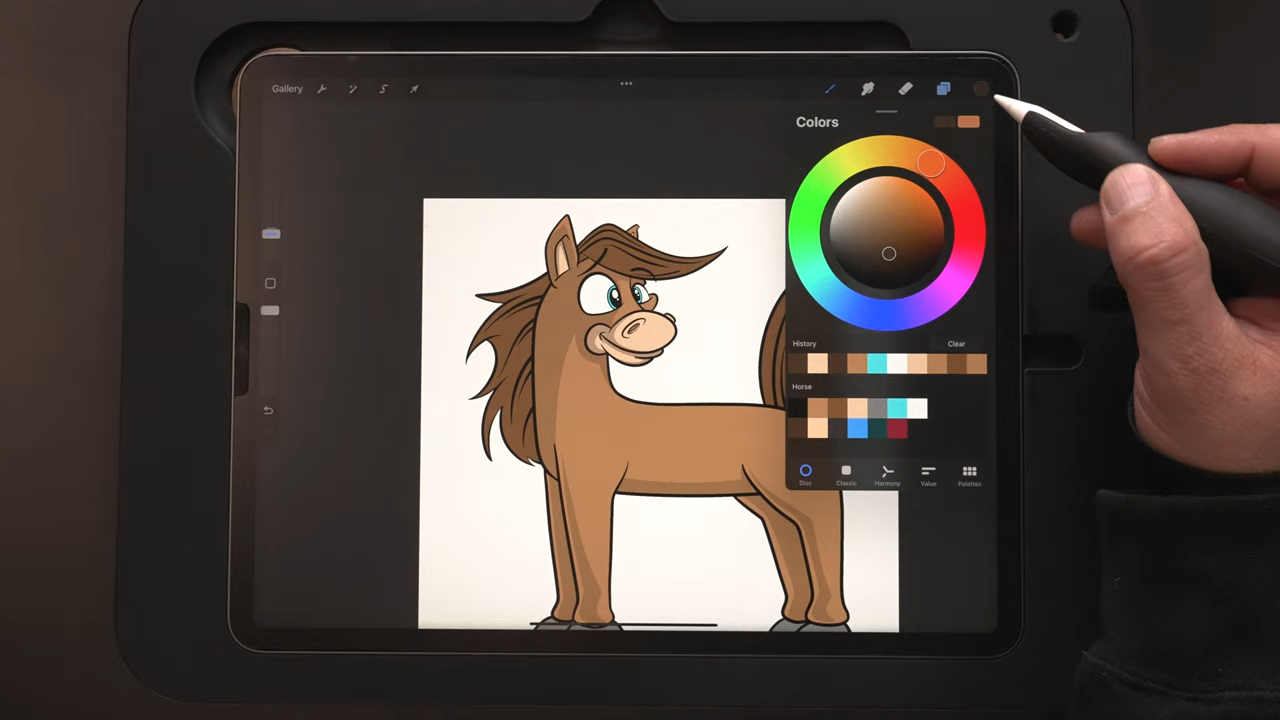 Gallery
Colors
History Clear
Horse
Disc Classic Harmony Value Palettes